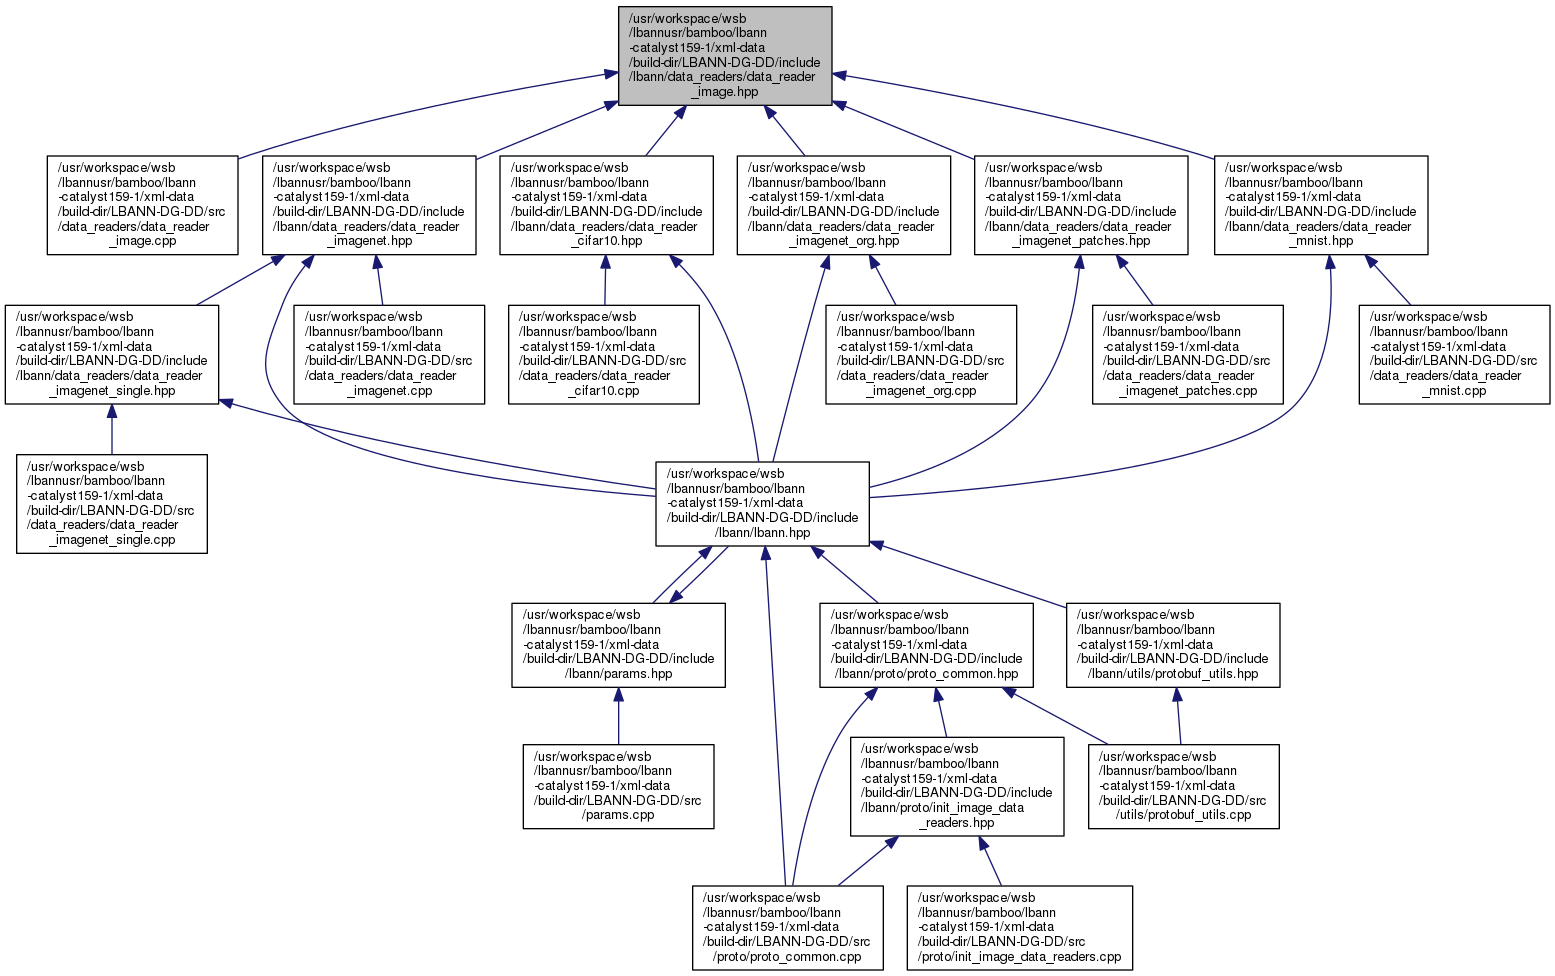 /usr/workspace/wsb
/lbannusr/bamboo/lbann
-catalyst159-1/xml-data
/build-dir/LBANN-DG-DD/include
/lbann/data_readers/data_reader
_image.hpp
/usr/workspace/wsb
/lbannusr/bamboo/lbann
-catalyst159-1/xml-data
/build-dir/LBANN-DG-DD/src
/data_readers/data_reader
_image.cpp
/usr/workspace/wsb
/lbannusr/bamboo/lbann
-catalyst159-1/xml-data
/build-dir/LBANN-DG-DD/include
/lbann/data_readers/data_reader
_imagenet.hpp
/usr/workspace/wsb
/lbannusr/bamboo/lbann
-catalyst159-1/xml-data
/build-dir/LBANN-DG-DD/include
/lbann/data_readers/data_reader
_cifar10.hpp
/usr/workspace/wsb
/lbannusr/bamboo/lbann
-catalyst159-1/xml-data
/build-dir/LBANN-DG-DD/include
/lbann/data_readers/data_reader
_imagenet_org.hpp
/usr/workspace/wsb
/lbannusr/bamboo/lbann
-catalyst159-1/xml-data
/build-dir/LBANN-DG-DD/include
/lbann/data_readers/data_reader
_imagenet_patches.hpp
/usr/workspace/wsb
/lbannusr/bamboo/lbann
-catalyst159-1/xml-data
/build-dir/LBANN-DG-DD/include
/lbann/data_readers/data_reader
_mnist.hpp
/usr/workspace/wsb
/lbannusr/bamboo/lbann
-catalyst159-1/xml-data
/build-dir/LBANN-DG-DD/include
/lbann/data_readers/data_reader
_imagenet_single.hpp
/usr/workspace/wsb
/lbannusr/bamboo/lbann
-catalyst159-1/xml-data
/build-dir/LBANN-DG-DD/src
/data_readers/data_reader
_imagenet.cpp
/usr/workspace/wsb
/lbannusr/bamboo/lbann
-catalyst159-1/xml-data
/build-dir/LBANN-DG-DD/src
/data_readers/data_reader
_cifar10.cpp
/usr/workspace/wsb
/lbannusr/bamboo/lbann
-catalyst159-1/xml-data
/build-dir/LBANN-DG-DD/src
/data_readers/data_reader
_imagenet_org.cpp
/usr/workspace/wsb
/lbannusr/bamboo/lbann
-catalyst159-1/xml-data
/build-dir/LBANN-DG-DD/src
/data_readers/data_reader
_imagenet_patches.cpp
/usr/workspace/wsb
/lbannusr/bamboo/lbann
-catalyst159-1/xml-data
/build-dir/LBANN-DG-DD/src
/data_readers/data_reader
_mnist.cpp
/usr/workspace/wsb
/lbannusr/bamboo/lbann
-catalyst159-1/xml-data
/build-dir/LBANN-DG-DD/src
/data_readers/data_reader
_imagenet_single.cpp
/usr/workspace/wsb
/lbannusr/bamboo/lbann
-catalyst159-1/xml-data
/build-dir/LBANN-DG-DD/include
/lbann/lbann.hpp
/usr/workspace/wsb
/lbannusr/bamboo/lbann
-catalyst159-1/xml-data
/build-dir/LBANN-DG-DD/include
/lbann/params.hpp
/usr/workspace/wsb
/lbannusr/bamboo/lbann
-catalyst159-1/xml-data
/build-dir/LBANN-DG-DD/include
/lbann/proto/proto_common.hpp
/usr/workspace/wsb
/lbannusr/bamboo/lbann
-catalyst159-1/xml-data
/build-dir/LBANN-DG-DD/include
/lbann/utils/protobuf_utils.hpp
/usr/workspace/wsb
/lbannusr/bamboo/lbann
-catalyst159-1/xml-data
/build-dir/LBANN-DG-DD/src
/params.cpp
/usr/workspace/wsb
/lbannusr/bamboo/lbann
-catalyst159-1/xml-data
/build-dir/LBANN-DG-DD/include
/lbann/proto/init_image_data
_readers.hpp
/usr/workspace/wsb
/lbannusr/bamboo/lbann
-catalyst159-1/xml-data
/build-dir/LBANN-DG-DD/src
/utils/protobuf_utils.cpp
/usr/workspace/wsb
/lbannusr/bamboo/lbann
-catalyst159-1/xml-data
/build-dir/LBANN-DG-DD/src
/proto/proto_common.cpp
/usr/workspace/wsb
/lbannusr/bamboo/lbann
-catalyst159-1/xml-data
/build-dir/LBANN-DG-DD/src
/proto/init_image_data_readers.cpp